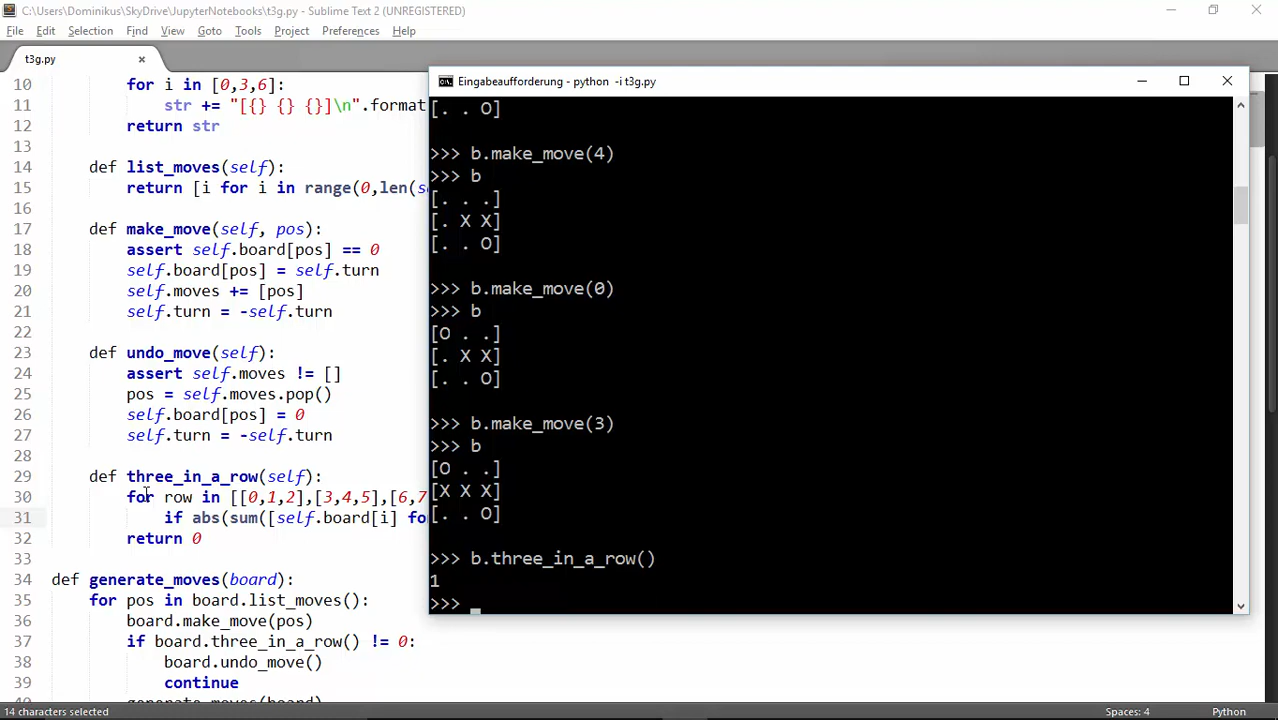 C:\Users\Dominikus\SkyDrive\JupyterNotebooks\t3g.py - Sublime Text 2 (UNREGISTERED)
File Edit Selection Find View Goto Tools Project Preferences Help
t3g.py
10 for i in [0,3,6]:
11 str += "[{} {} {}]\n".format
12 return str
13
14 def list_moves(self):
15 return [i for i in range(0,len(s
16
17 def make_move(self, pos):
18 assert self.board[pos] == 0
19 self.board[pos] = self.turn
20 self.moves += [pos]
21 self.turn = -self.turn
22
23 def undo_move(self):
24 assert self.moves != []
25 pos = self.moves.pop()
26 self.board[pos] = 0
27 self.turn = -self.turn
28
29 def three_in_a_row(self):
30 for row in [[0,1,2],[3,4,5],[6,7
31 if abs(sum([self.board[i] fo
32 return 0
33
34 def generate_moves(board):
35 for pos in board.list_moves():
36 board.make_move(pos)
37 if board.three_in_a_row() != 0:
38 board.undo_move()
39 continue
generate_moves(board)
Eingabeaufforderung - python -i t3g.py
[. . O]
>>> b.make_move(4)
>>> b
[. . .]
[. X X]
[. . O]
>>> b.make_move(0)
>>> b
[O . .]
[. X X]
[. . O]
>>> b.make_move(3)
>>> b
[O . .]
[X X X]
[. . O]
>>> b.three_in_a_row()
1
>>>
14 characters selected
Spaces: 4
Python